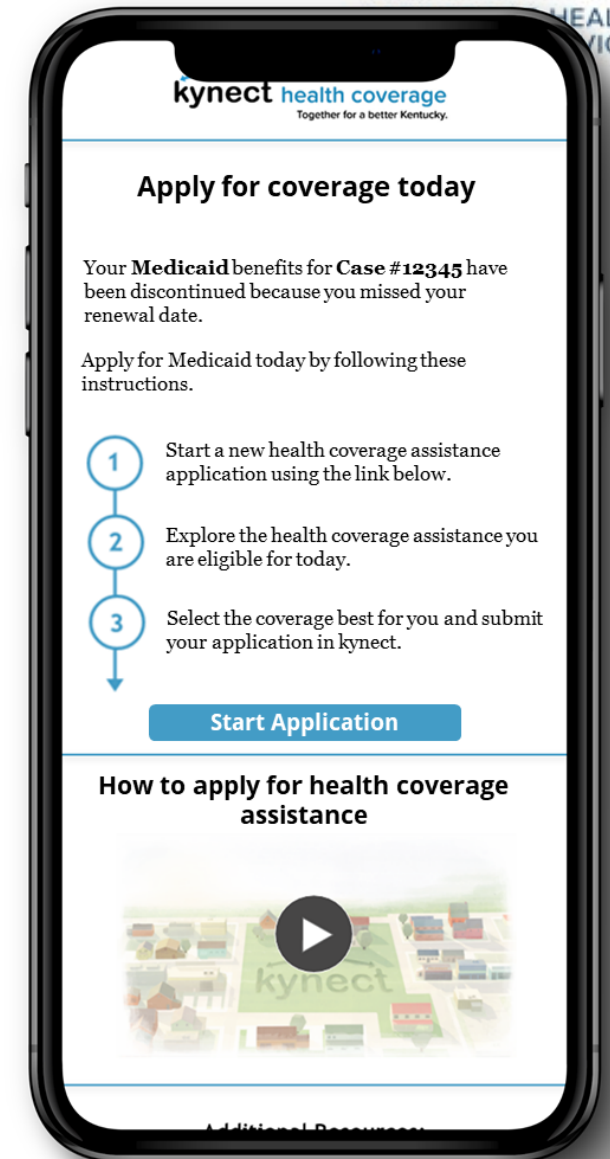 HEAL
kynect health coverage
Together for a better Kentucky.
Apply for coverage today
Your Medicaid benefits for Case #12345 have
been discontinued because you missed your
renewal date.
Apply for Medicaid today by following these
instructions.
1
Start a new health coverage assistance
application using the link below.
2
Explore the health coverage assistance you
are eligible for today.
3
Select the coverage best for you and submit
your application in kynect.
Start Application
How to apply for health coverage
assistance
kynect
Additional Resources: